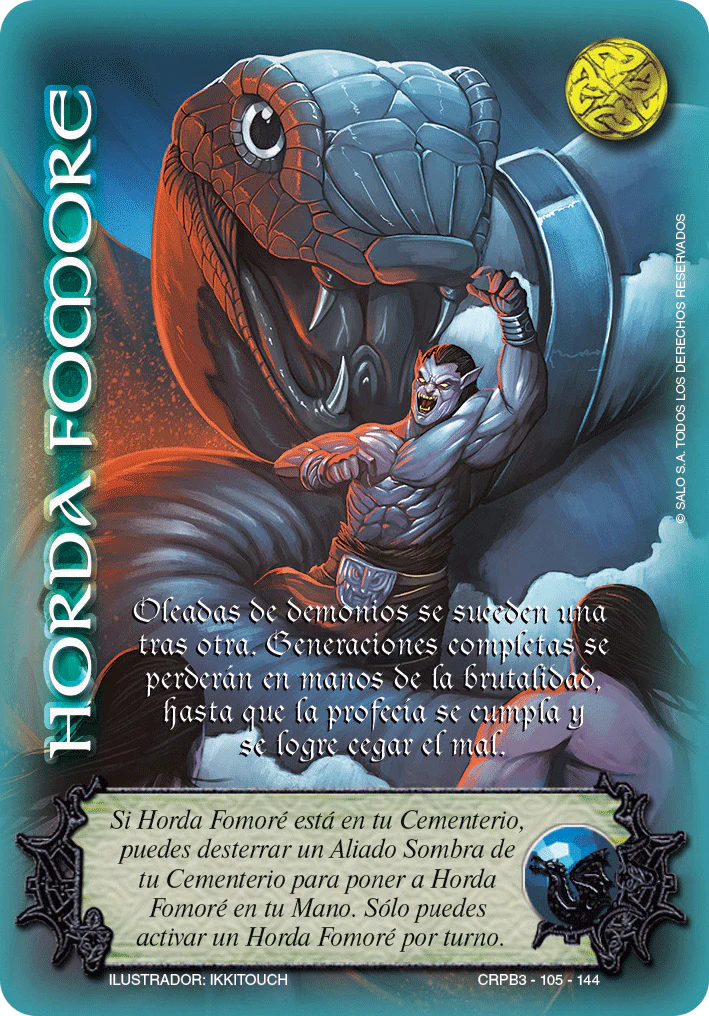 HORDA FOMORE
© SALO S.A. TODOS LOS DERECHOS RESERVADOS
Oleadas de demonios se suceden una
tras otra. Generaciones completas se
perderán en manos de la brutalidad,
hasta que la profecía se cumpla y
se logre cegar el mal.
Si Horda Fomoré está en tu Cementerio,
puedes desterrar un Aliado Sombra de
tu Cementerio para poner a Horda
Fomoré en tu Mano. Sólo puedes
activar un Horda Fomoré por turno.
ILUSTRADOR: IKKITOUCH
CRPB3 - 105 - 144